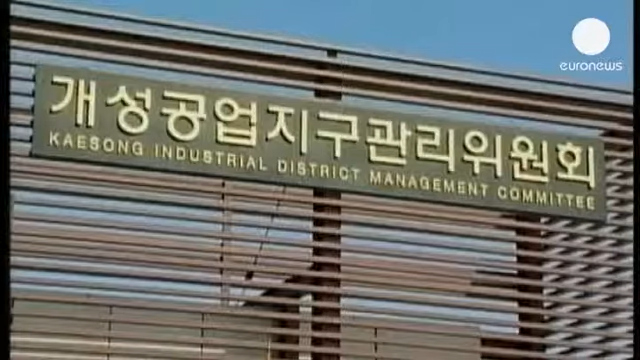 euronews
개성공업지구관리위원회
KAESONG INDUSTRIAL DISTRICT MANAGEMENT COMMITTEE